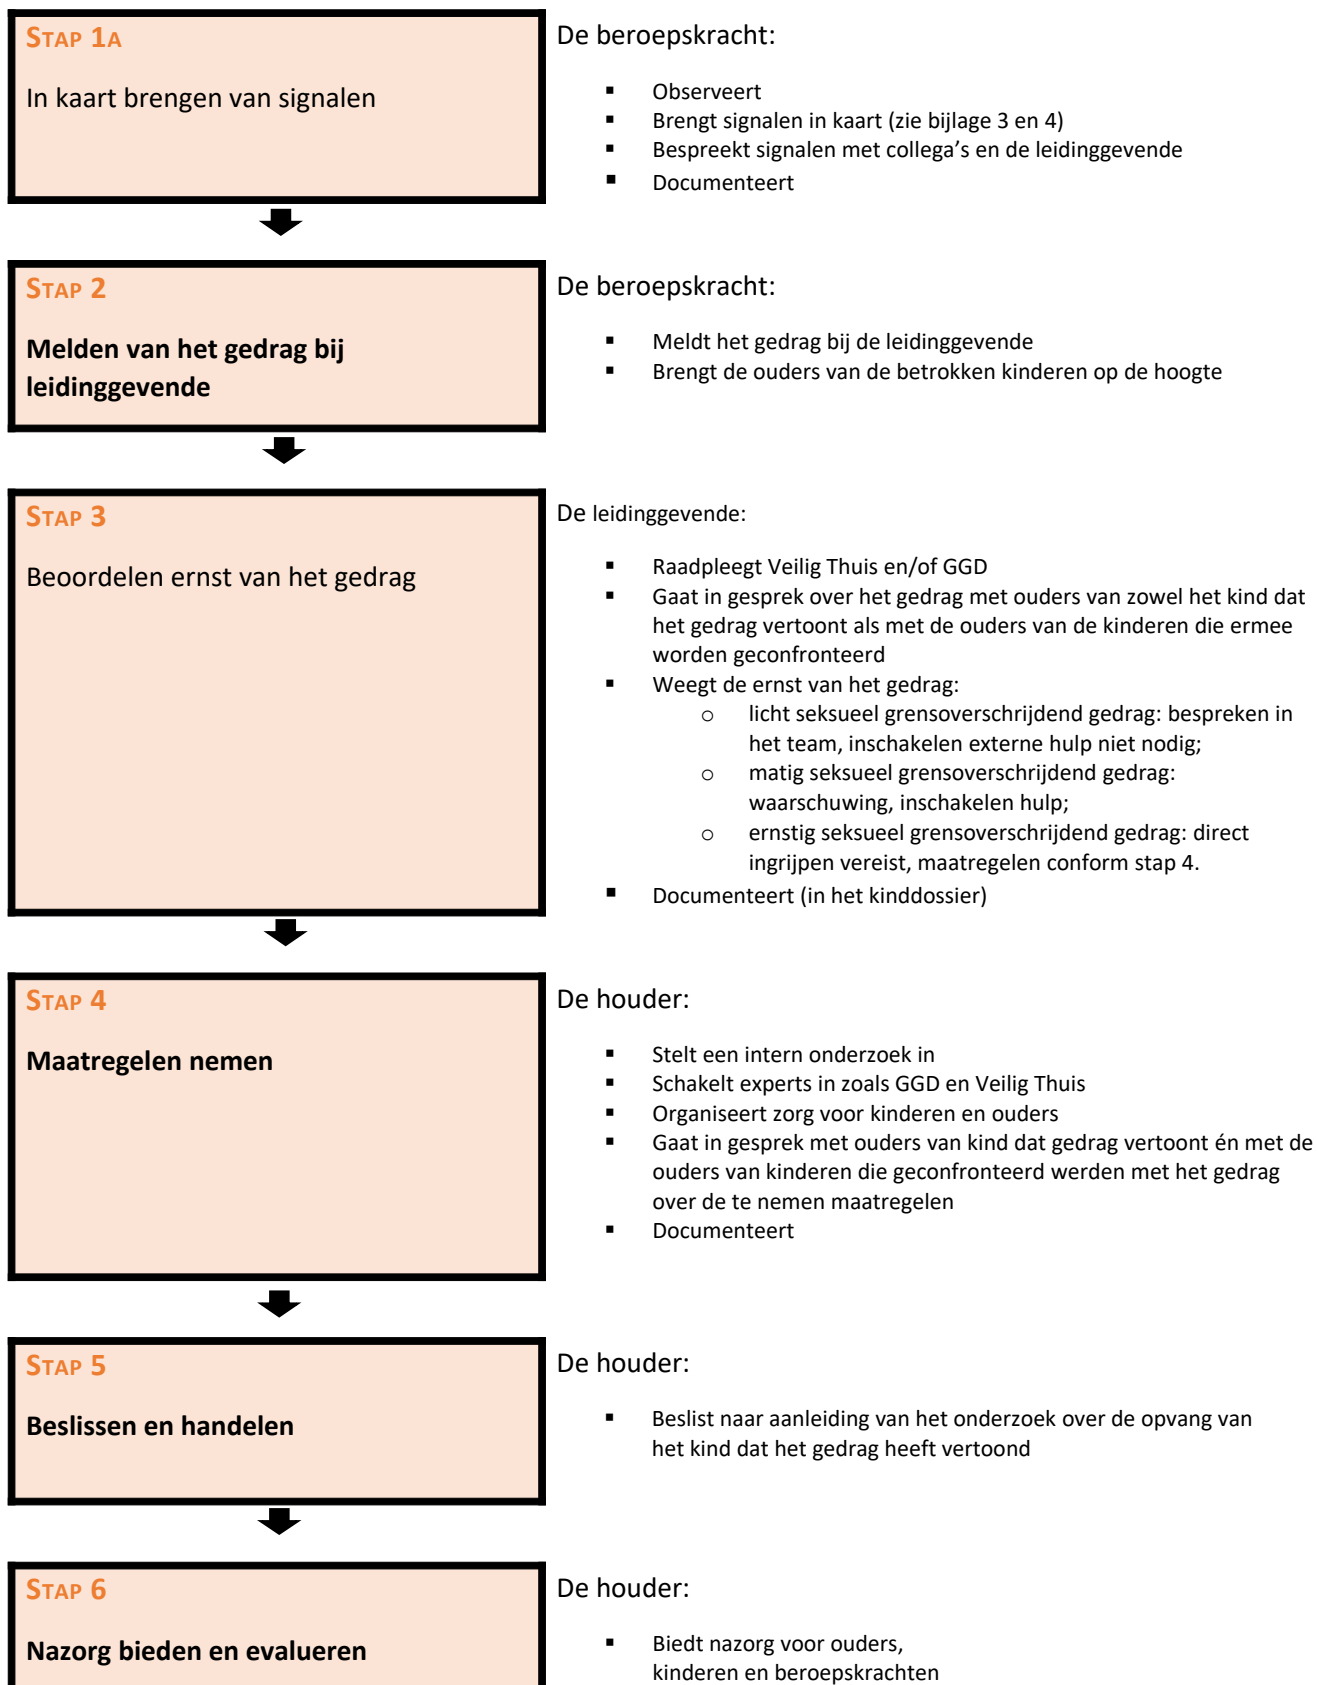 STAP 1A
In kaart brengen van signalen
De beroepskracht:
▪ Observeert
▪ Brengt signalen in kaart (zie bijlage 3 en 4)
▪ Bespreekt signalen met collega's en de leidinggevende
▪ Documenteert
STAP 2
Melden van het gedrag bij
leidinggevende
De beroepskracht:
▪ Meldt het gedrag bij de leidinggevende
▪ Brengt de ouders van de betrokken kinderen op de hoogte
STAP 3
Beoordelen ernst van het gedrag
De leidinggevende:
▪ Raadpleegt Veilig Thuis en/of GGD
▪ Gaat in gesprek over het gedrag met ouders van zowel het kind dat
het gedrag vertoont als met de ouders van de kinderen die ermee
worden geconfronteerd
▪ Weegt de ernst van het gedrag:
o licht seksueel grensoverschrijdend gedrag: bespreken in
het team, inschakelen externe hulp niet nodig;
o matig seksueel grensoverschrijdend gedrag:
waarschuwing, inschakelen hulp;
o ernstig seksueel grensoverschrijdend gedrag: direct
ingrijpen vereist, maatregelen conform stap 4.
▪ Documenteert (in het kinddossier)
STAP 4
Maatregelen nemen
De houder:
▪ Stelt een intern onderzoek in
▪ Schakelt experts in zoals GGD en Veilig Thuis
▪ Organiseert zorg voor kinderen en ouders
▪ Gaat in gesprek met ouders van kind dat gedrag vertoont én met de
ouders van kinderen die geconfronteerd werden met het gedrag
over de te nemen maatregelen
▪ Documenteert
STAP 5
Beslissen en handelen
De houder:
▪ Beslist naar aanleiding van het onderzoek over de opvang van
het kind dat het gedrag heeft vertoond
STAP 6
Nazorg bieden en evalueren
De houder:
▪ Biedt nazorg voor ouders,
kinderen en beroepskrachten